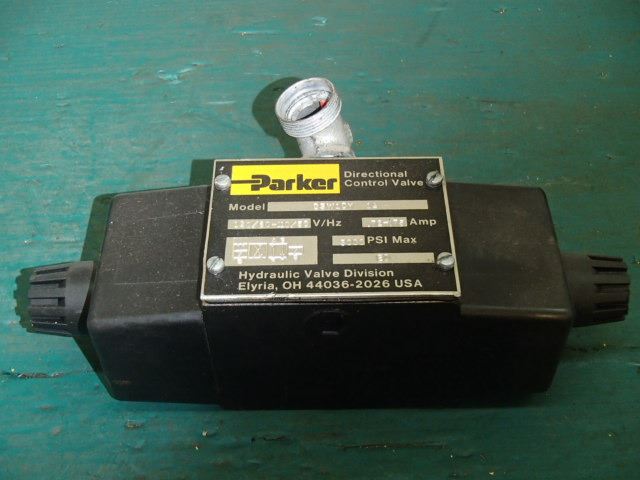 Parker
Directional
Control Valve
Model
V/Hz Amp
PSI Max
Hydraulic Valve Division
Elyria, OH 44036-2026 USA